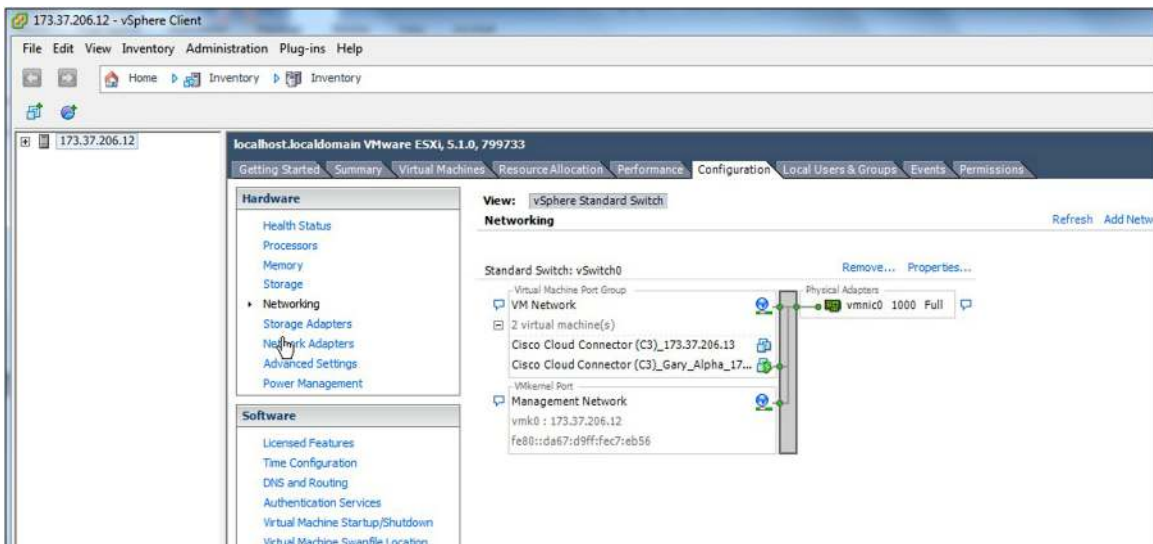 173.37.206.12 - vSphere Client
File Edit View Inventory Administration Plug-ins Help
Home Inventory Inventory
173.37.206.12
localhost.localdomain VMware ESXi, 5.1.0, 799733
Getting Started Summary Virtual Machines Resource Allocation Performance Configuration Local Users & Groups Events Permissions
Hardware
Health Status
Processors
Memory
Storage
Networking
Storage Adapters
Network Adapters
Advanced Settings
Power Management
Software
Licensed Features
Time Configuration
DNS and Routing
Authentication Services
Virtual Machine Startup/Shutdown
Virtual Machine Swapfile Location
View: vSphere Standard Switch
Networking
Refresh Add Netw
Standard Switch: vSwitch0 Remove... Properties...
Virtual Machine Port Group
VM Network
2 virtual machine(s)
Cisco Cloud Connector (C3)_173.37.206.13
Cisco Cloud Connector (C3)_Gary_Alpha_17...
VMkernel Port
Management Network
vmk0 : 173.37.206.12
fe80::da67:d9ff:fec7:eb56
Physical Adapters
vmnic0 1000 Full